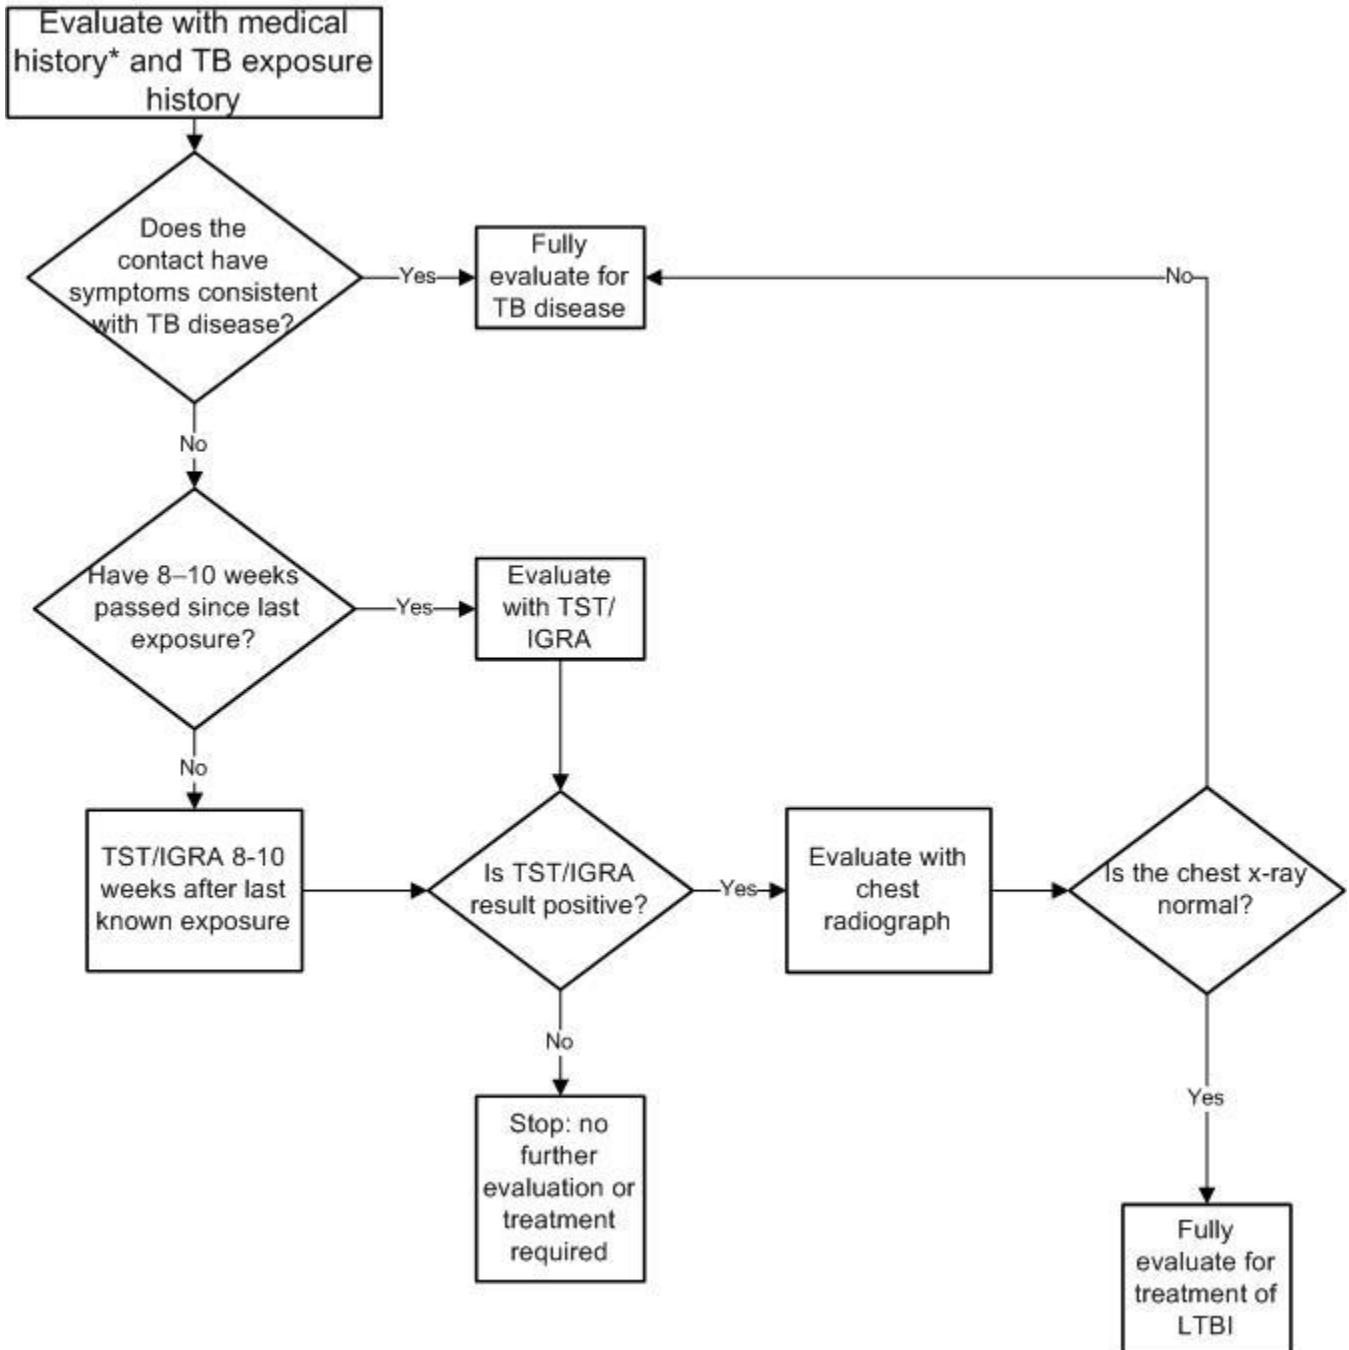 Evaluate with medical
history* and TB exposure
history
Does the
contact have
symptoms consistent
with TB disease?
Yes
Fully
evaluate for
TB disease
No
No
Have 8–10 weeks
passed since last
exposure?
Yes
Evaluate
with TST/
IGRA
No
TST/IGRA 8-10
weeks after last
known exposure
Is TST/IGRA
result positive?
Yes
Evaluate with
chest
radiograph
Is the chest x-ray
normal?
No
Stop: no
further
evaluation or
treatment
required
Yes
Fully
evaluate for
treatment of
LTBI